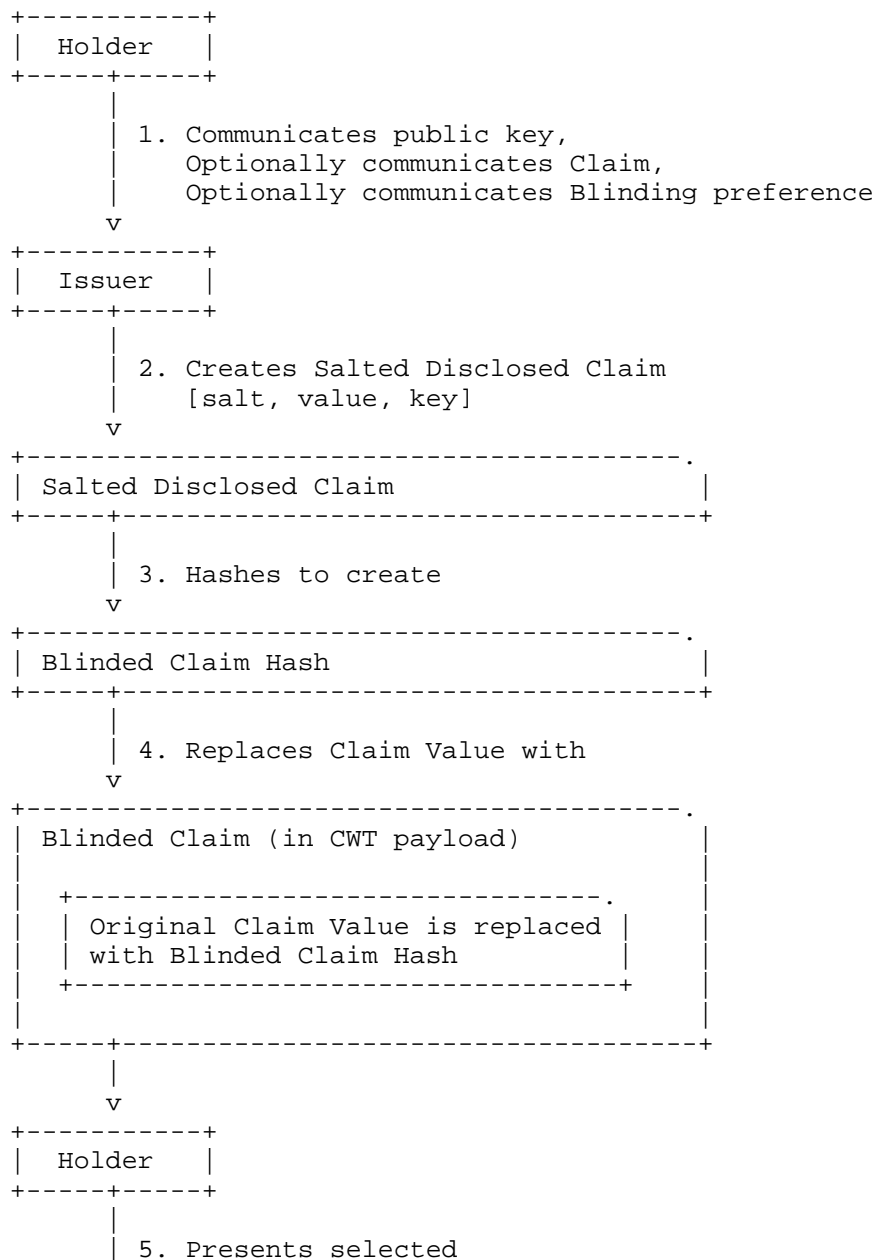 Holder
1. Communicates public key,
Optionally communicates Claim,
Optionally communicates Blinding preference
v
Issuer
2. Creates Salted Disclosed Claim
[salt, value, key]
v
Salted Disclosed Claim
3. Hashes to create
v
Blinded Claim Hash
4. Replaces Claim Value with
v
Blinded Claim (in CWT payload)
Original Claim Value is replaced
with Blinded Claim Hash
v
Holder
5. Presents selected